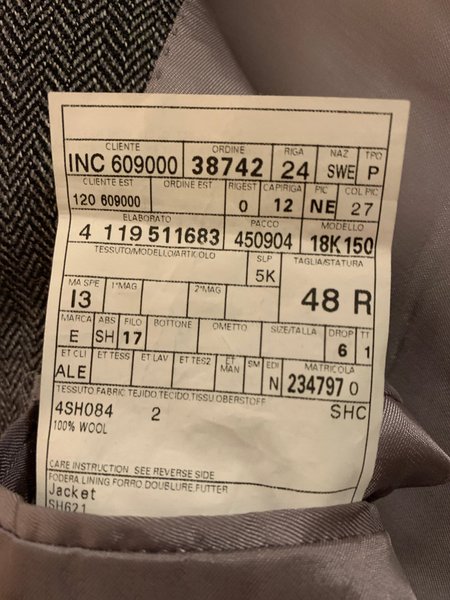 CLIENTE ORDINE RIGA NAZ TPO
INC 609000 38742 24 SWE P
CLIENTE EST ORDINE EST RIGEST CAPIRIGA PIC COL PIC
120 609000 0 12 NE 27
ELABORATO PACCO MODELLO
4 119 511683 450904 18K150
TESSUTO/MODELLO/ARTICOLO SLP TAGLIA/STATURA
5K
MA SPE 1°MAG 2°MAG
I3 48 R
MARCA ABS FILO BOTTONE OMETTO SIZE/TALLA DROP TT
E SH 17 6 1
ET CLI ET TESS ET LAV ET TES2 ET MAN SM EDI MATRICOLA
ALE N 234797 0
TESSUTO FABRIC TEJIDO TECIDO TISSU OBERSTOFF
4SH084 2 SHC
100% WOOL
CARE INSTRUCTION SEE REVERSE SIDE
FODERA LINING FORRO DOUBLURE FUTTER
Jacket
SH621